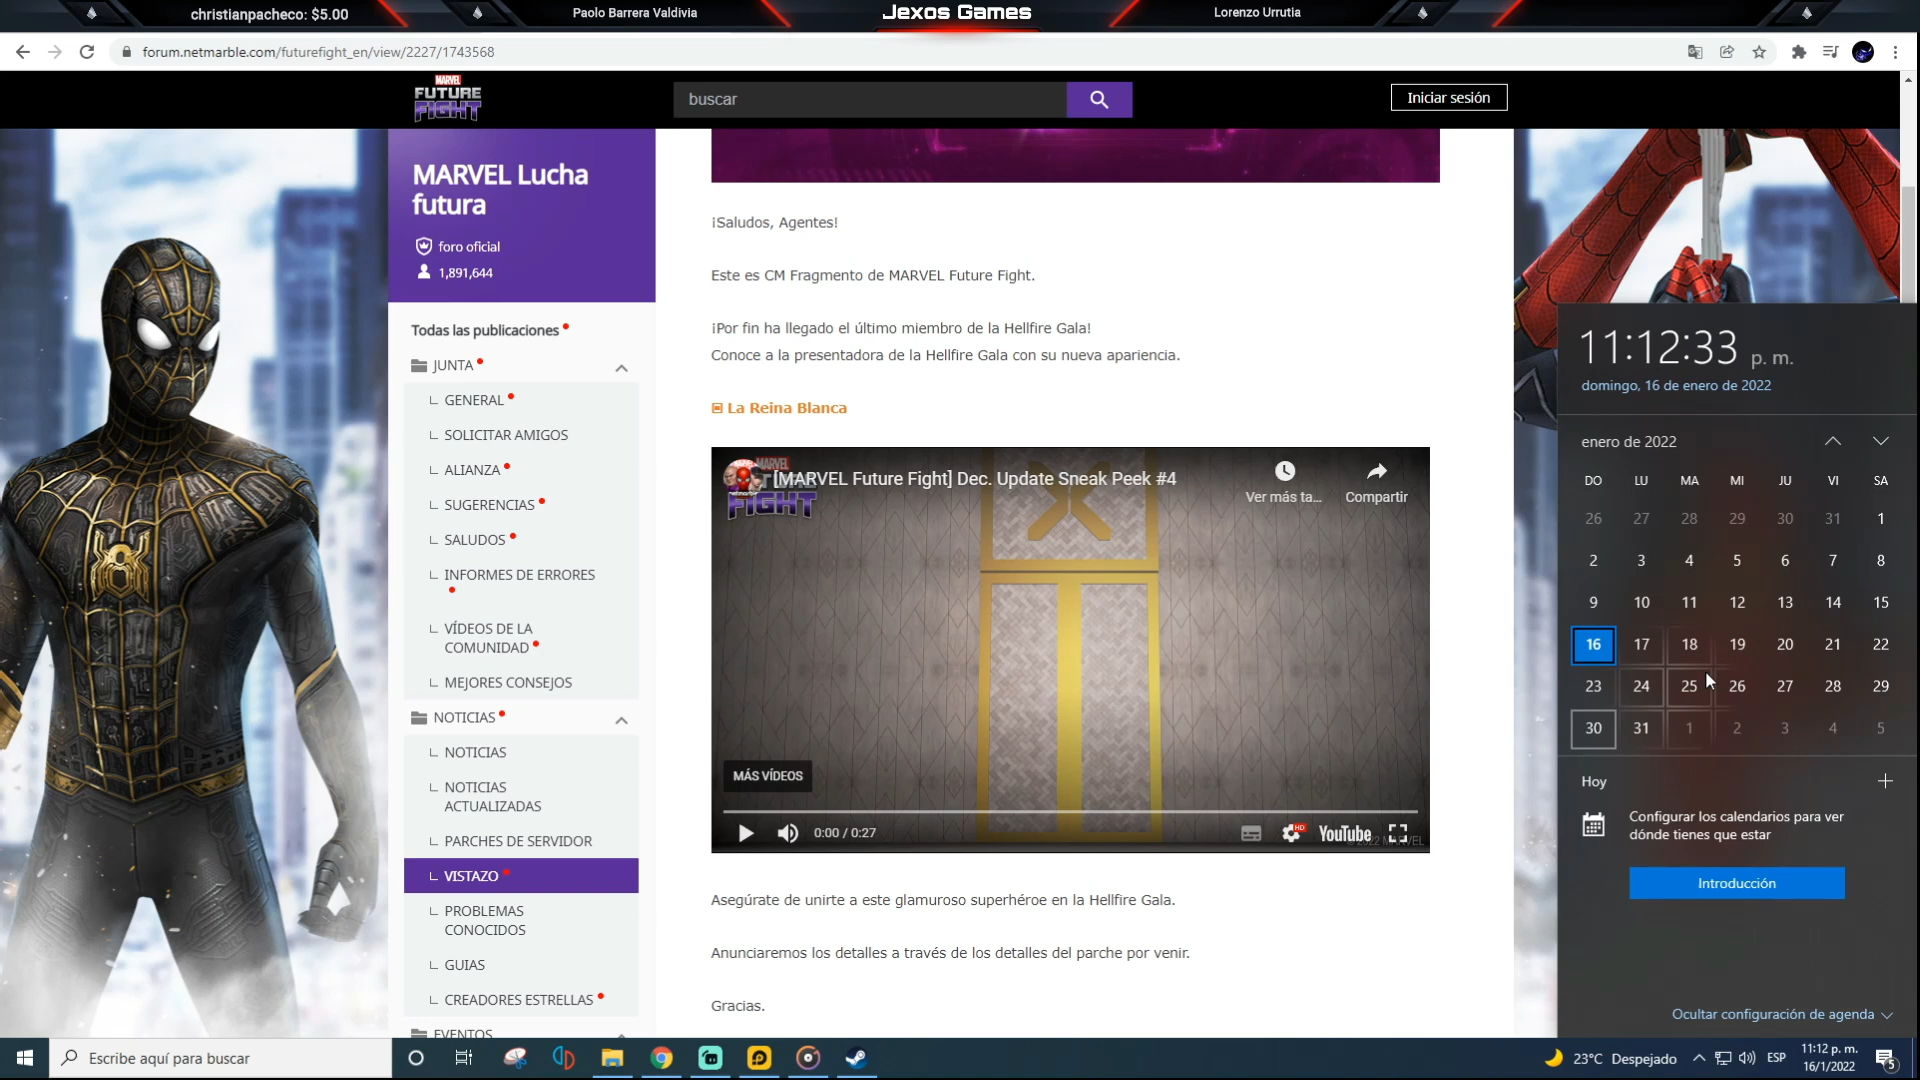 christianpacheco: $5.00
Paolo Barrera Valdivia
Jexos Games
Lorenzo Urrutia
forum.netmarble.com/futurefight_en/view/2227/1743568
MARVEL
FUTURE
FIGHT
buscar
Iniciar sesión
MARVEL Lucha
futura
foro oficial
1,891,644
Todas las publicaciones
JUNTA
GENERAL
SOLICITAR AMIGOS
ALIANZA
SUGERENCIAS
SALUDOS
INFORMES DE ERRORES
VÍDEOS DE LA
COMUNIDAD
MEJORES CONSEJOS
NOTICIAS
NOTICIAS
NOTICIAS
ACTUALIZADAS
PARCHES DE SERVIDOR
VISTAZO
PROBLEMAS
CONOCIDOS
GUIAS
CREADORES ESTRELLAS
EVENTOS
¡Saludos, Agentes!
Este es CM Fragmento de MARVEL Future Fight.
¡Por fin ha llegado el último miembro de la Hellfire Gala!
Conoce a la presentadora de la Hellfire Gala con su nueva apariencia.
▣ La Reina Blanca
[MARVEL Future Fight] Dec. Update Sneak Peek #4
MARVEL
FUTURE
FIGHT
Ver más ta...
Compartir
MÁS VÍDEOS
0:00 / 0:27
HD
YouTube
© 2022 MARVEL
Asegúrate de unirte a este glamuroso superhéroe en la Hellfire Gala.
Anunciaremos los detalles a través de los detalles del parche por venir.
Gracias.
11:12:33 p. m.
domingo, 16 de enero de 2022
enero de 2022
DO LU MA MI JU VI SA
26 27 28 29 30 31 1
2 3 4 5 6 7 8
9 10 11 12 13 14 15
16 17 18 19 20 21 22
23 24 25 26 27 28 29
30 31 1 2 3 4 5
Hoy
Configurar los calendarios para ver
dónde tienes que estar
Introducción
Ocultar configuración de agenda
Escribe aquí para buscar
23°C Despejado
ESP
11:12 p. m.
16/1/2022
5